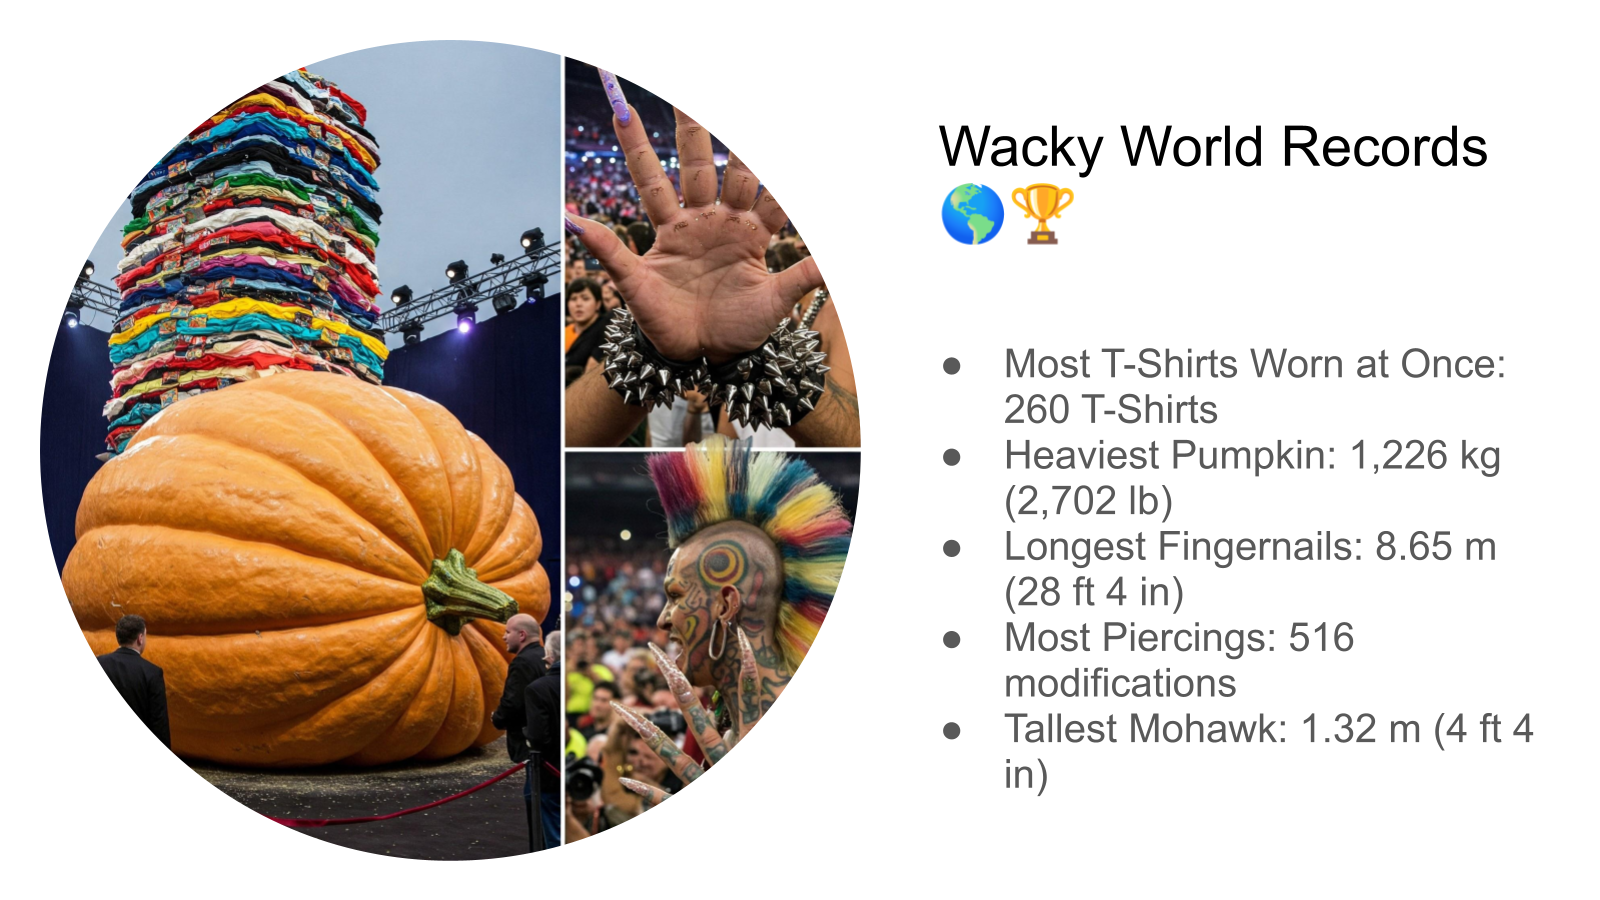 Wacky World Records
🌎🏆
● Most T-Shirts Worn at Once:
260 T-Shirts
● Heaviest Pumpkin: 1,226 kg
(2,702 lb)
● Longest Fingernails: 8.65 m
(28 ft 4 in)
● Most Piercings: 516
modifications
● Tallest Mohawk: 1.32 m (4 ft 4
in)